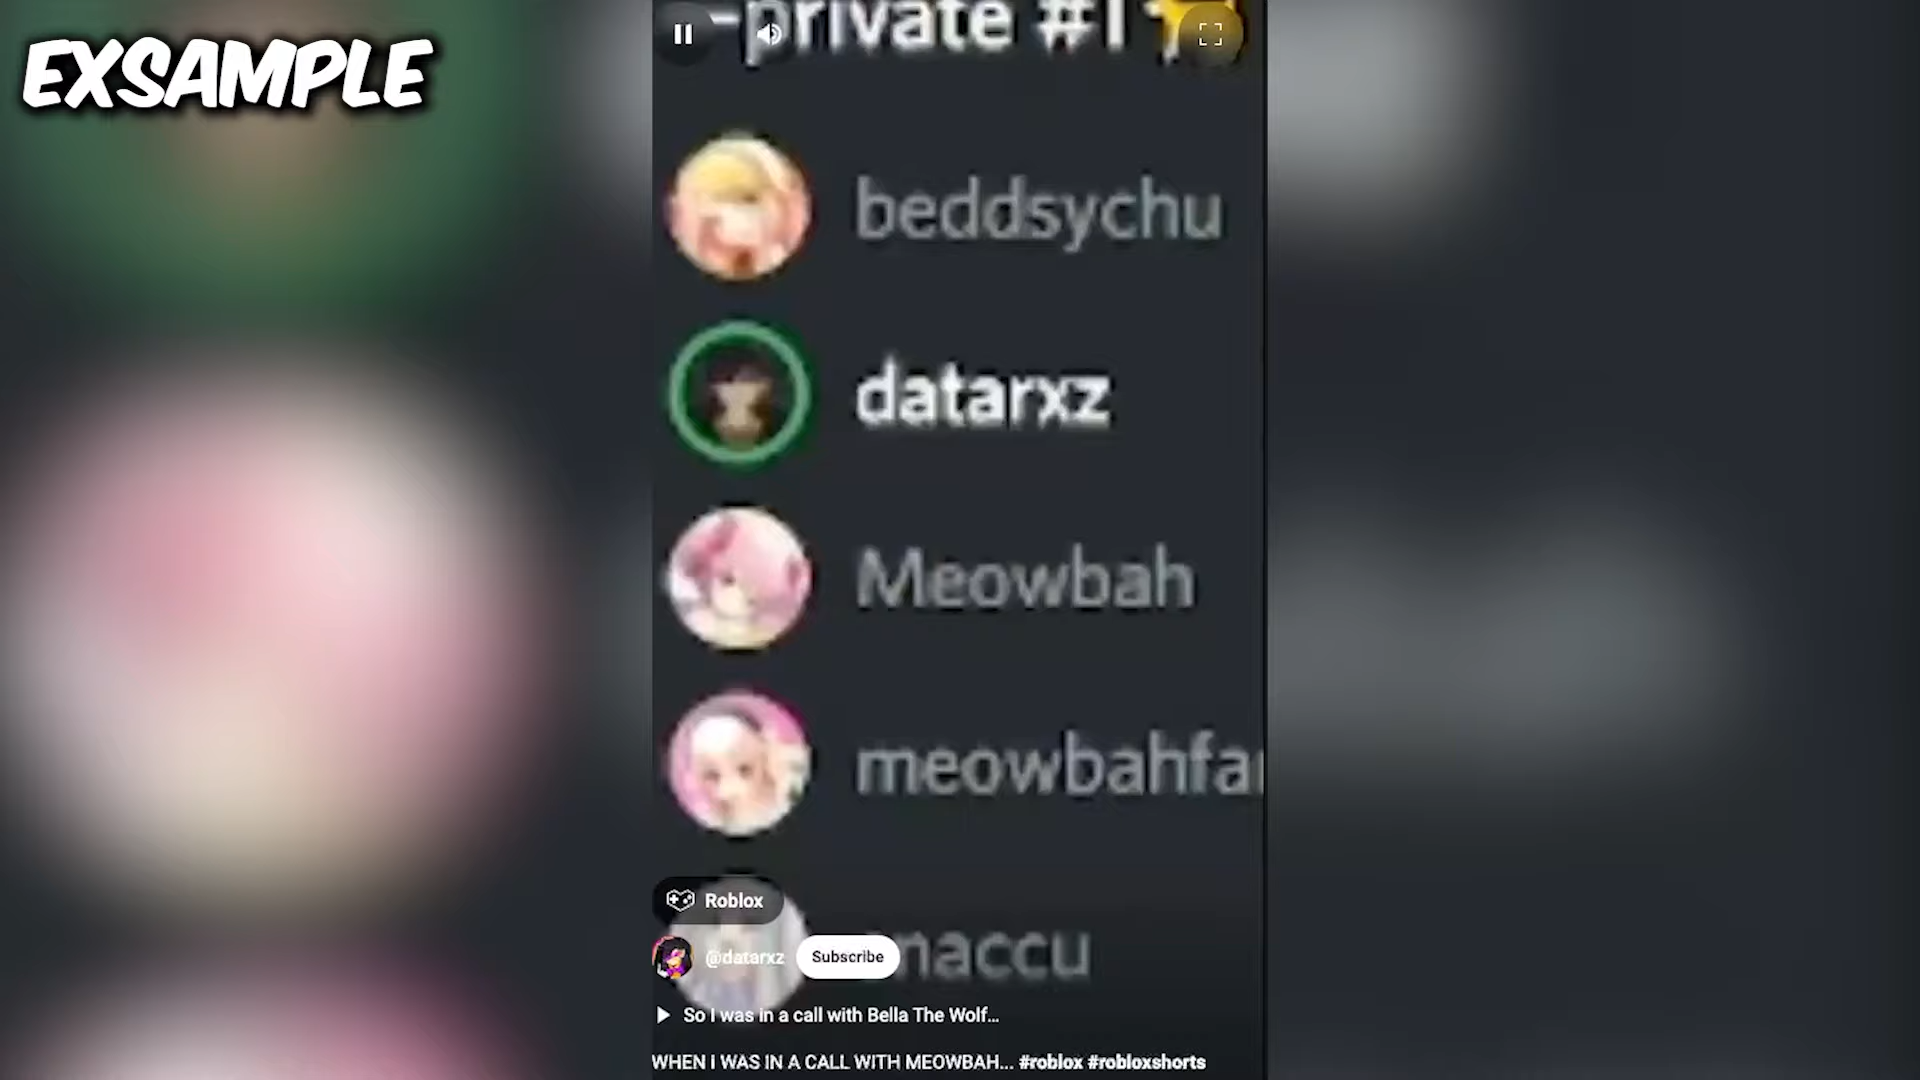 EXSAMPLE
-private #1
beddsychu
datarxz
Meowbah
meowbahfan
Roblox
@datarxz
Subscribe
naccu
So I was in a call with Bella The Wolf...
WHEN I WAS IN A CALL WITH MEOWBAH... #roblox #robloxshorts